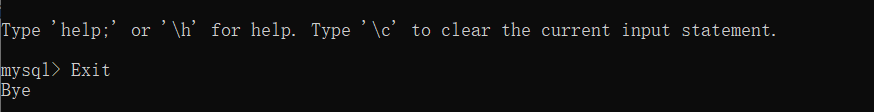 Type 'help;' or '\h' for help. Type '\c' to clear the current input statement.
mysql> Exit
Bye